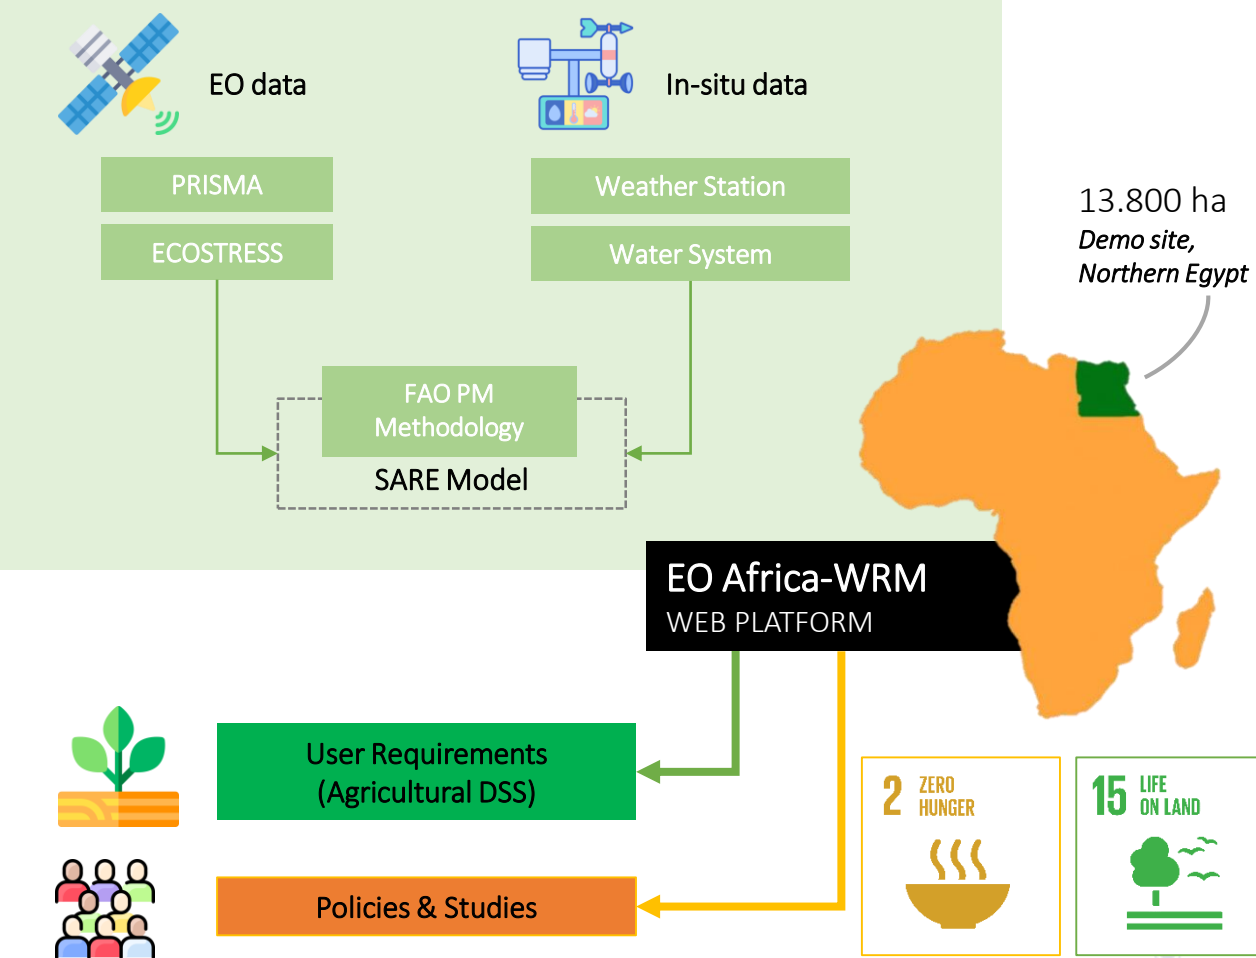 EO data
In-situ data
PRISMA
ECOSTRESS
Weather Station
Water System
13.800 ha
Demo site,
Northern Egypt
FAO PM
Methodology
SARE Model
EO Africa-WRM
WEB PLATFORM
User Requirements
(Agricultural DSS)
Policies & Studies
2 ZERO
HUNGER
15 LIFE
ON LAND